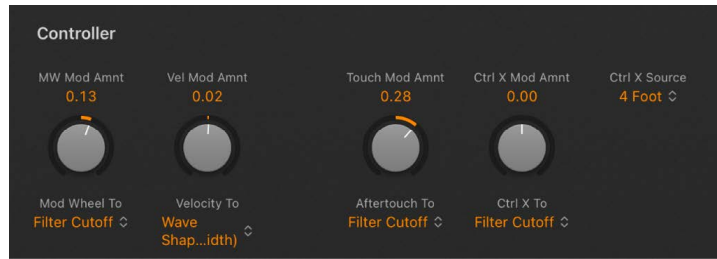 Controller
MW Mod Amnt
0.13
Vel Mod Amnt
0.02
Touch Mod Amnt
0.28
Ctrl X Mod Amnt
0.00
Ctrl X Source
4 Foot
Mod Wheel To
Filter Cutoff
Velocity To
Wave
Shap...idth)
Aftertouch To
Filter Cutoff
Ctrl X To
Filter Cutoff